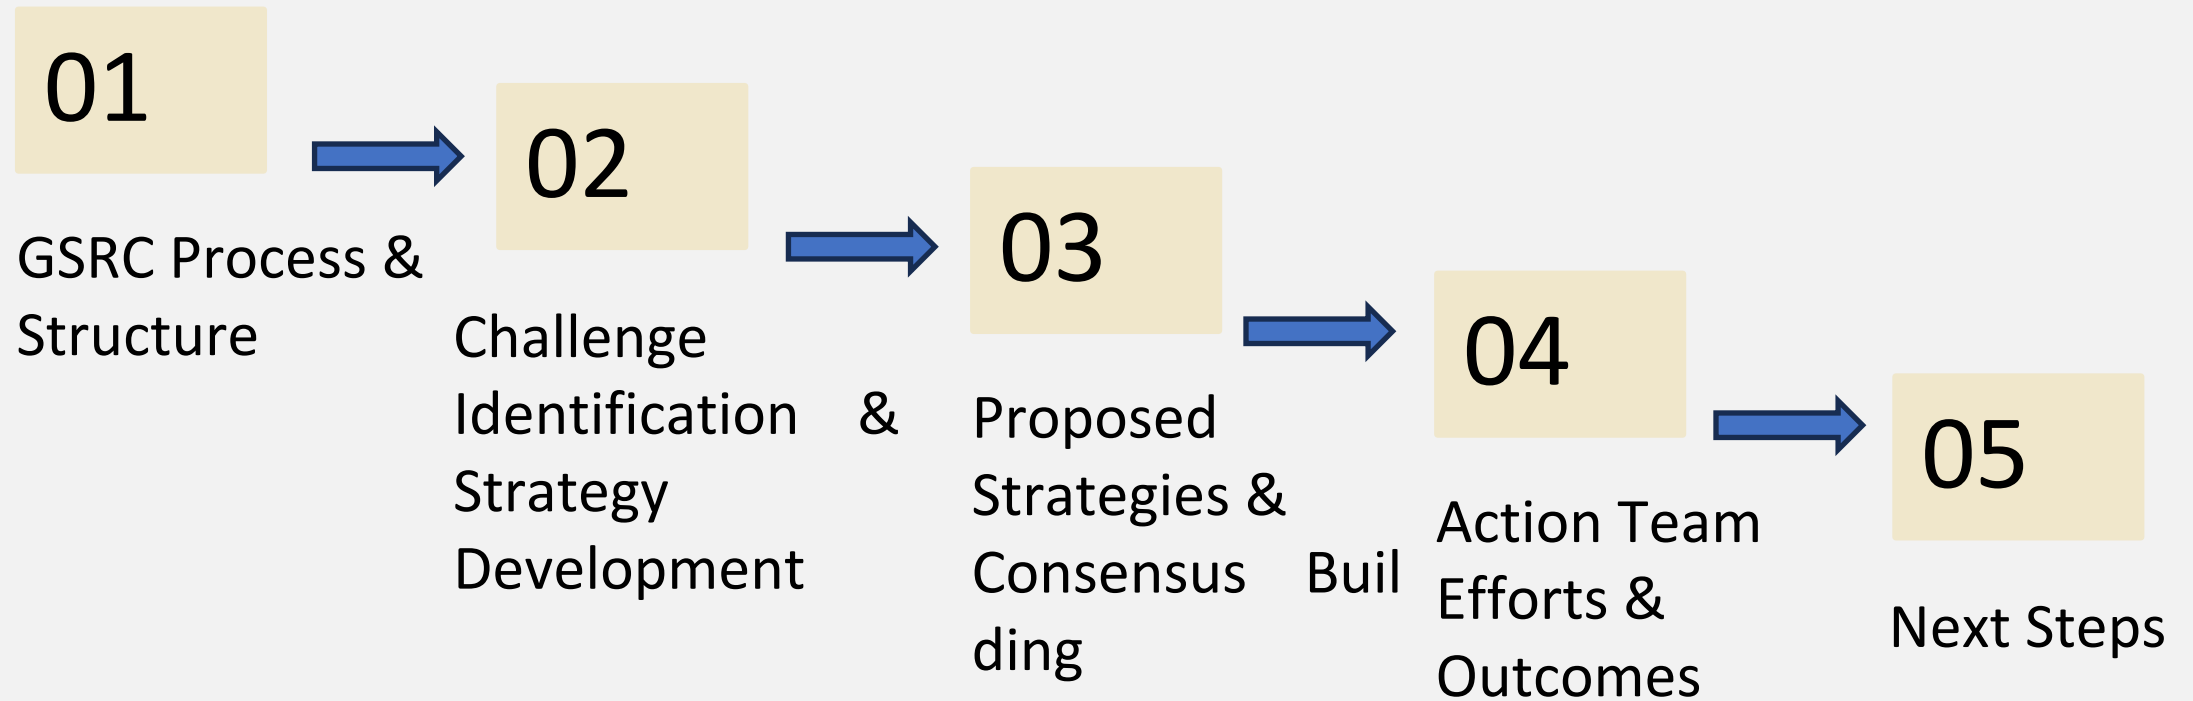 01
GSRC Process &
Structure
02
Challenge
Identification &
Strategy
Development
03
Proposed
Strategies &
Consensus Buil
ding
04
Action Team
Efforts &
Outcomes
05
Next Steps